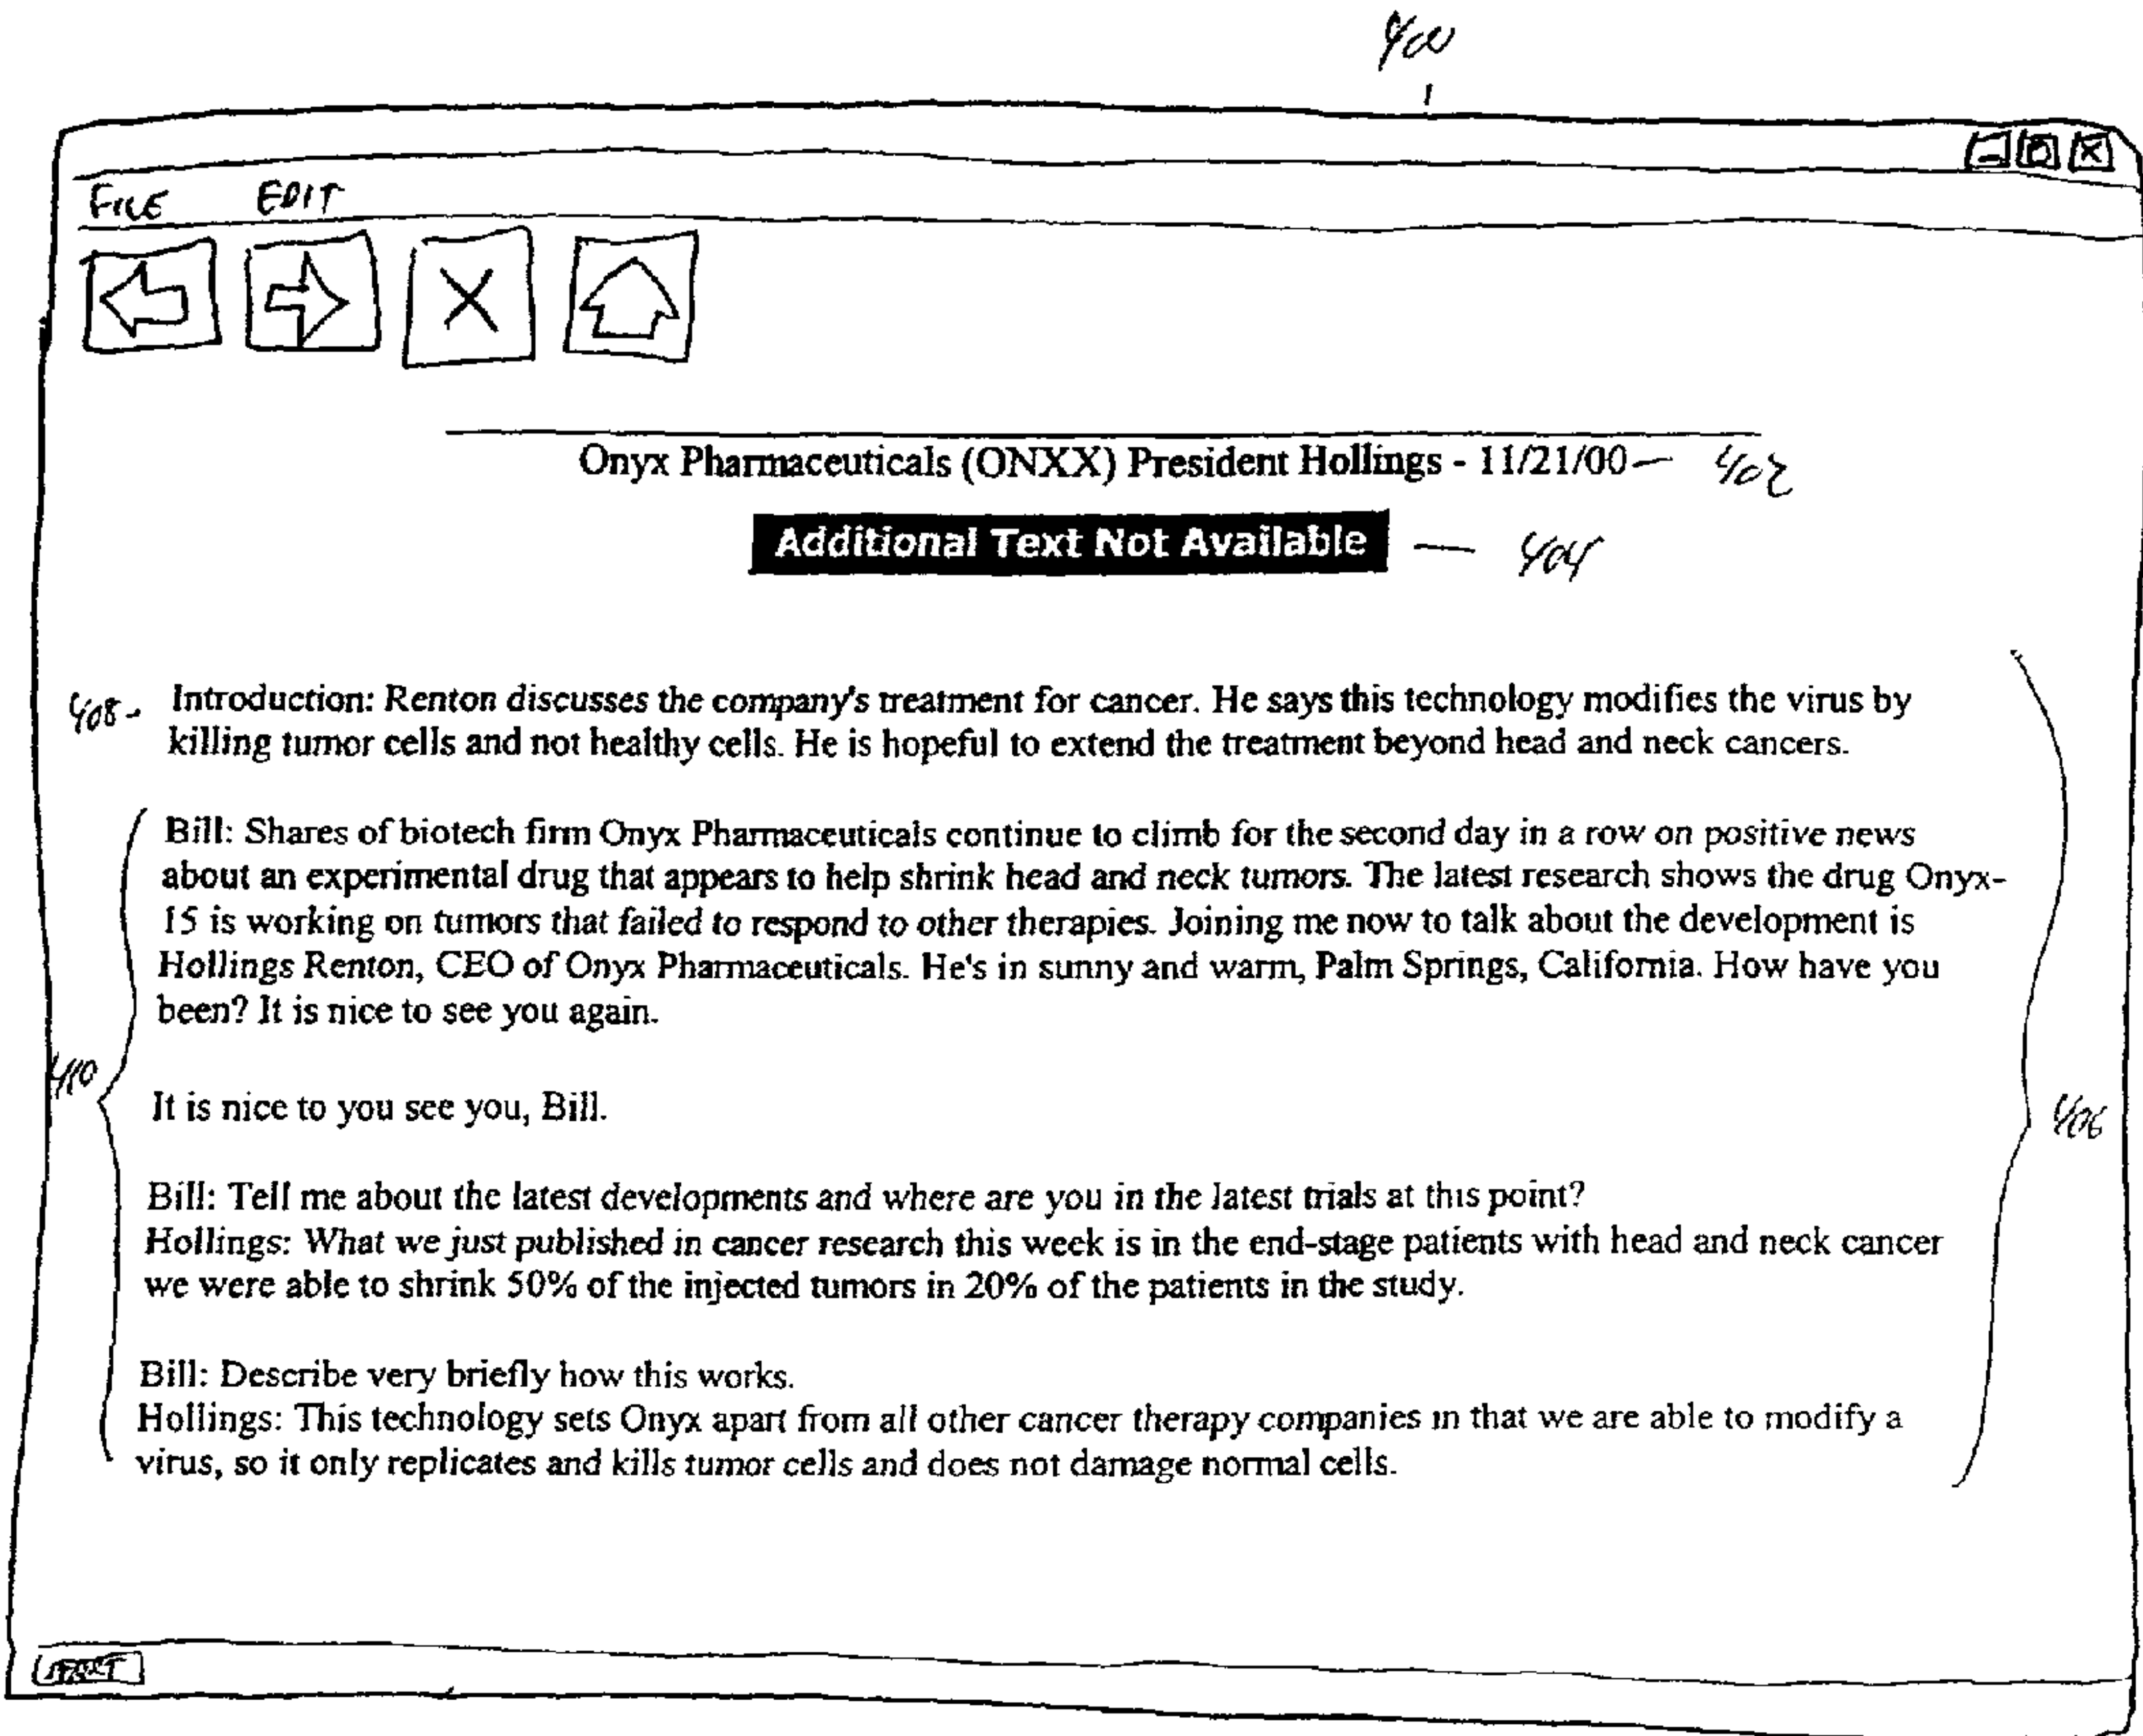 400
FILE EDIT
Onyx Pharmaceuticals (ONXX) President Hollings - 11/21/00 — 402
Additional Text Not Available — 404
408 - Introduction: Renton discusses the company's treatment for cancer. He says this technology modifies the virus by
killing tumor cells and not healthy cells. He is hopeful to extend the treatment beyond head and neck cancers.
Bill: Shares of biotech firm Onyx Pharmaceuticals continue to climb for the second day in a row on positive news
about an experimental drug that appears to help shrink head and neck tumors. The latest research shows the drug Onyx-
15 is working on tumors that failed to respond to other therapies. Joining me now to talk about the development is
Hollings Renton, CEO of Onyx Pharmaceuticals. He's in sunny and warm, Palm Springs, California. How have you
been? It is nice to see you again.
410
It is nice to you see you, Bill.
406
Bill: Tell me about the latest developments and where are you in the latest trials at this point?
Hollings: What we just published in cancer research this week is in the end-stage patients with head and neck cancer
we were able to shrink 50% of the injected tumors in 20% of the patients in the study.
Bill: Describe very briefly how this works.
Hollings: This technology sets Onyx apart from all other cancer therapy companies in that we are able to modify a
virus, so it only replicates and kills tumor cells and does not damage normal cells.
START